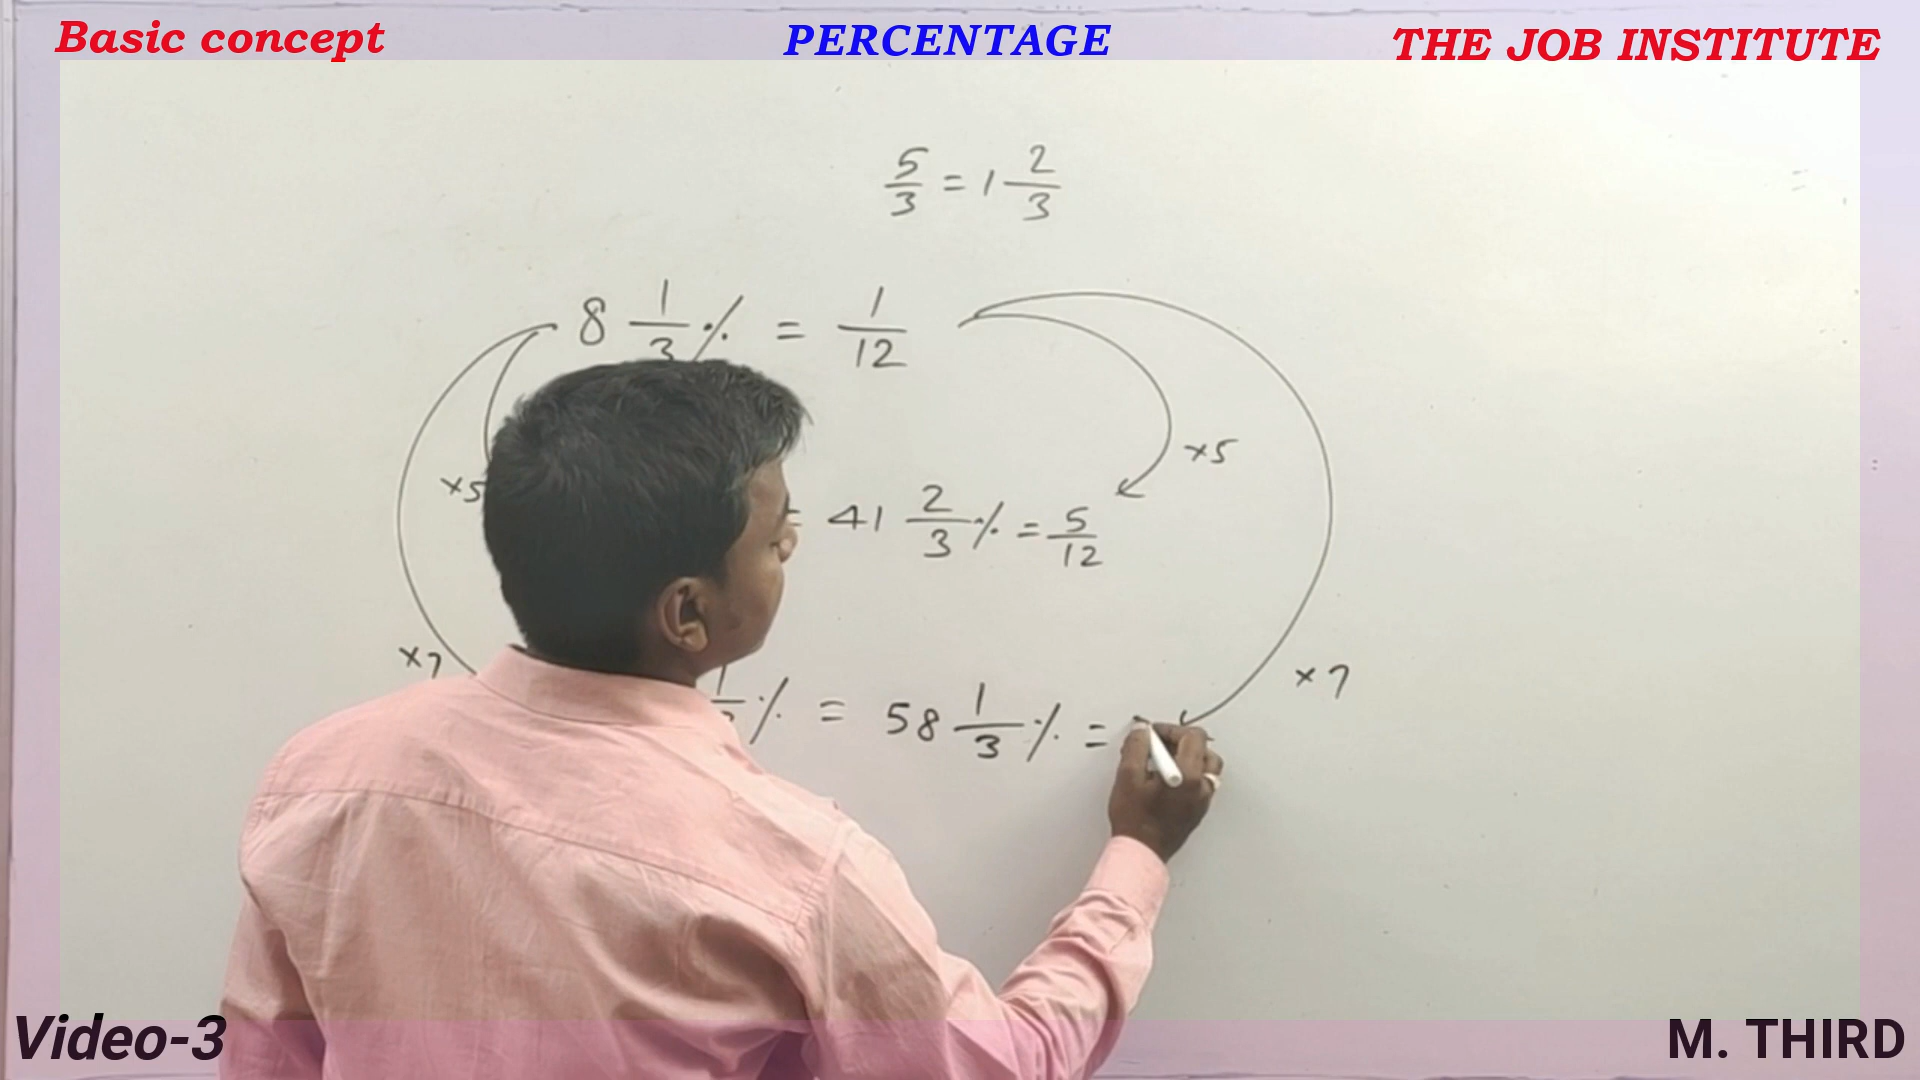 Basic concept PERCENTAGE THE JOB INSTITUTE
5/3 = 1 2/3
8 1/3 % = 1/12
×5 ×5
= 41 2/3 % = 5/12
×7 ×7
% = 58 1/3 % =
Video-3 M. THIRD